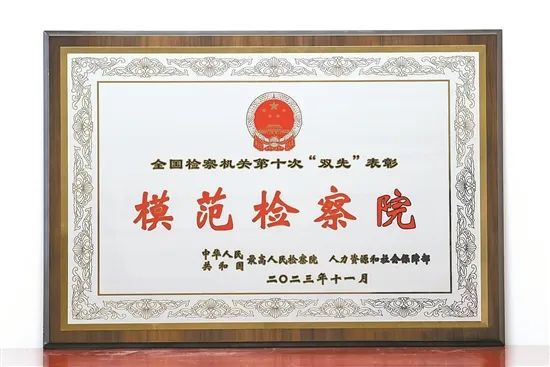 全国检察机关第十次“双先”表彰
模范检察院
中华人民
共和国
最高人民检察院 人力资源和社会保障部
二〇二三年十一月